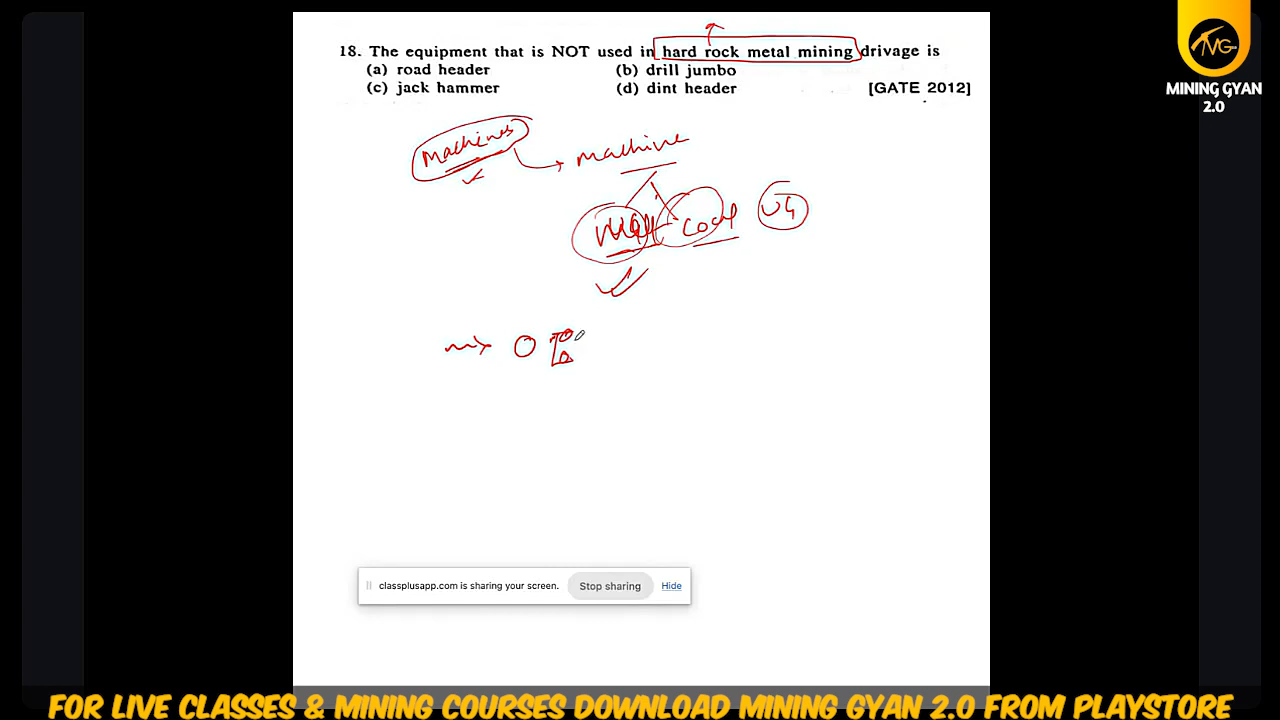 18. The equipment that is NOT used in hard rock metal mining drivage is
(a) road header (b) drill jumbo
(c) jack hammer (d) dint header [GATE 2012]
TVG
MINING GYAN
2.0
machines
machine
coal UG
classplusapp.com is sharing your screen. Stop sharing Hide
FOR LIVE CLASSES & MINING COURSES DOWNLOAD MINING GYAN 2.0 FROM PLAYSTORE